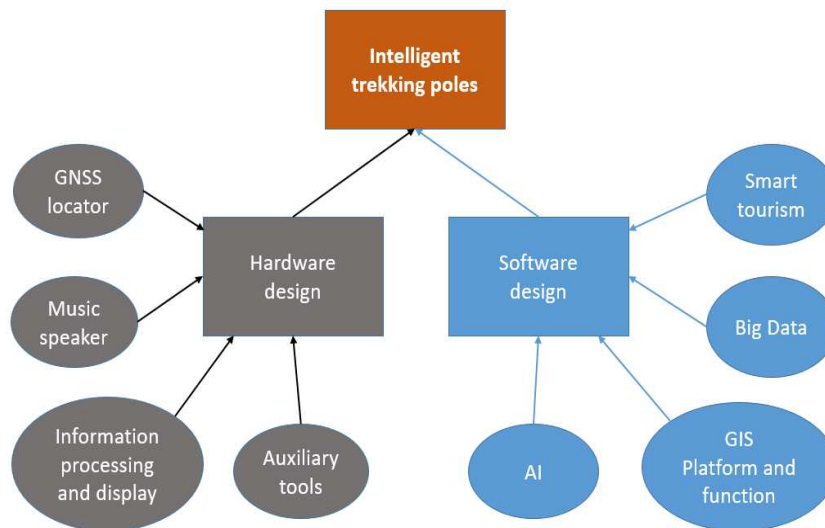 Intelligent
trekking poles
GNSS
locator
Smart
tourism
Hardware
design
Software
design
Music
speaker
Big Data
Information
processing
and display
Auxiliary
tools
AI
GIS
Platform and
function